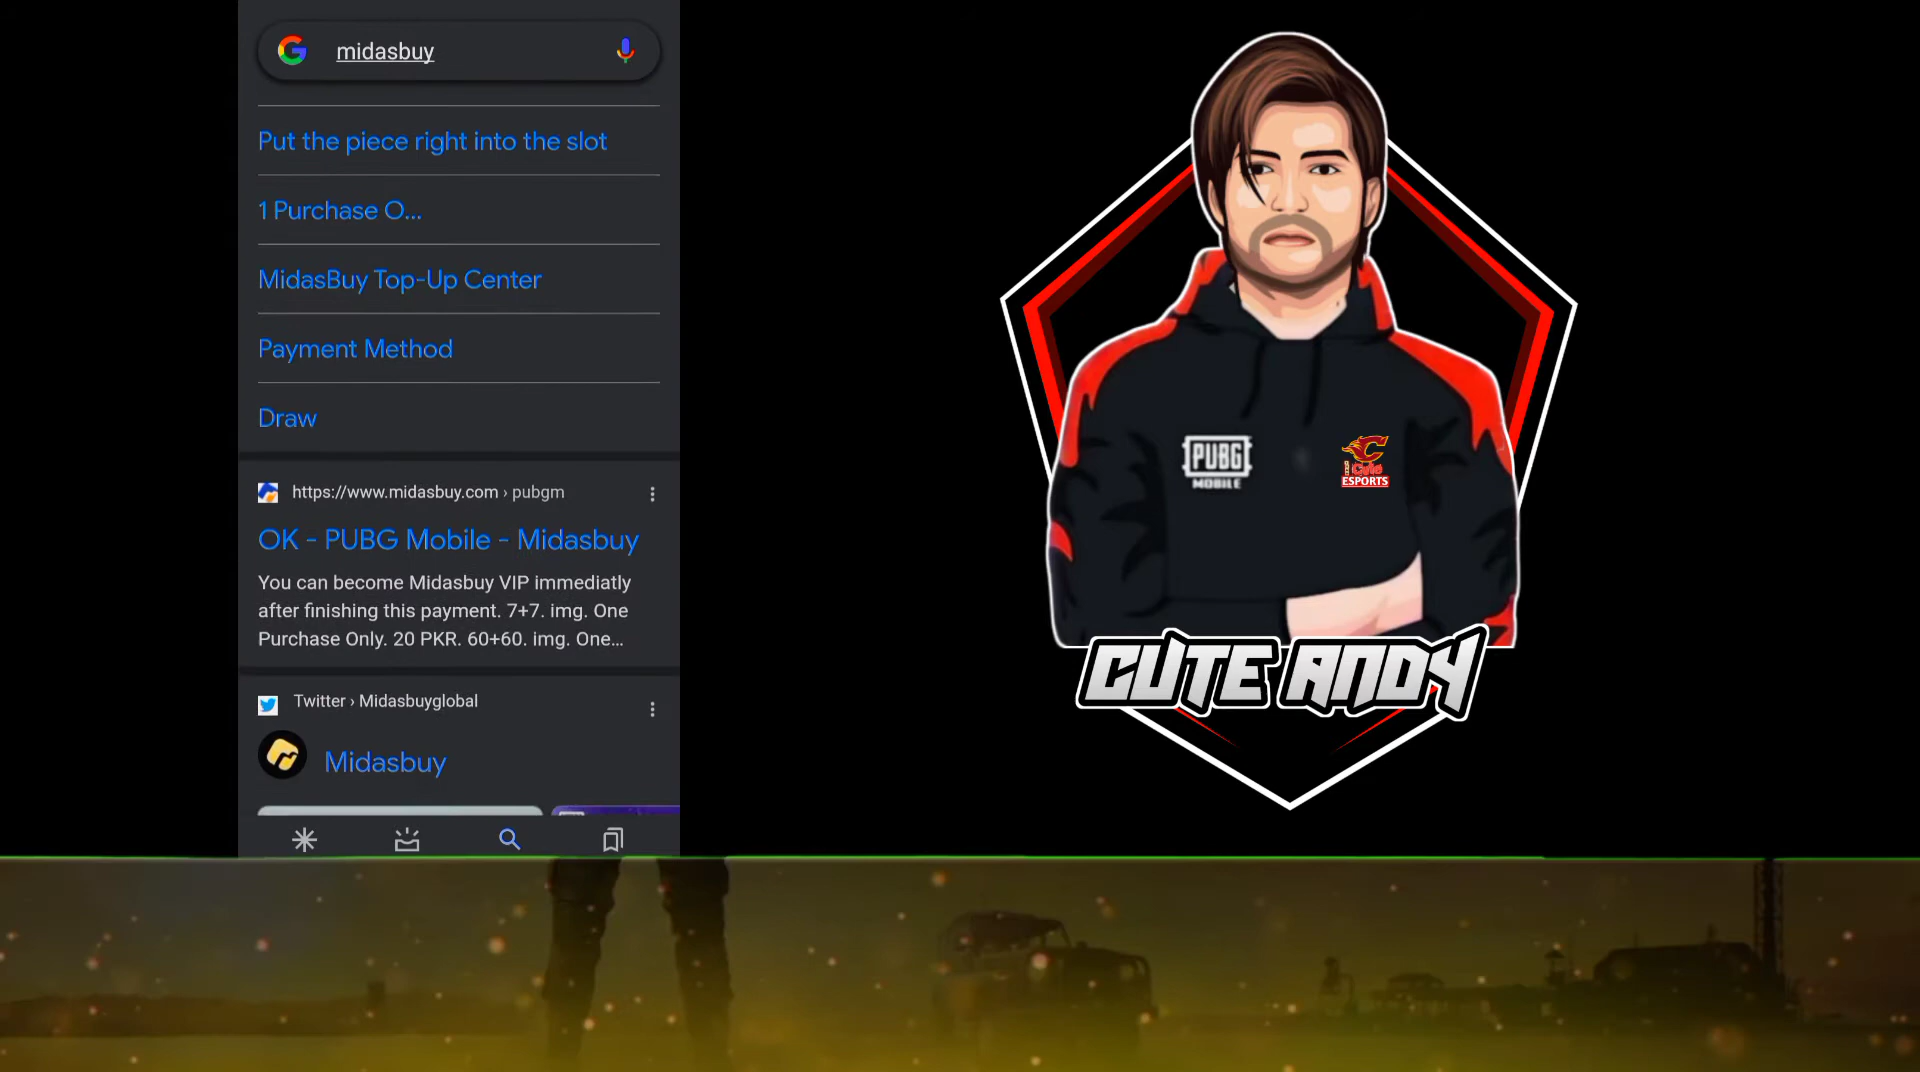 midasbuy
Put the piece right into the slot
1 Purchase O...
MidasBuy Top-Up Center
Payment Method
Draw
https://www.midasbuy.com › pubgm
OK - PUBG Mobile - Midasbuy
You can become Midasbuy VIP immediatly
after finishing this payment. 7+7. img. One
Purchase Only. 20 PKR. 60+60. img. One...
Twitter › Midasbuyglobal
Midasbuy
PUBG
MOBILE
Cute
ESPORTS
CUTE ANDY